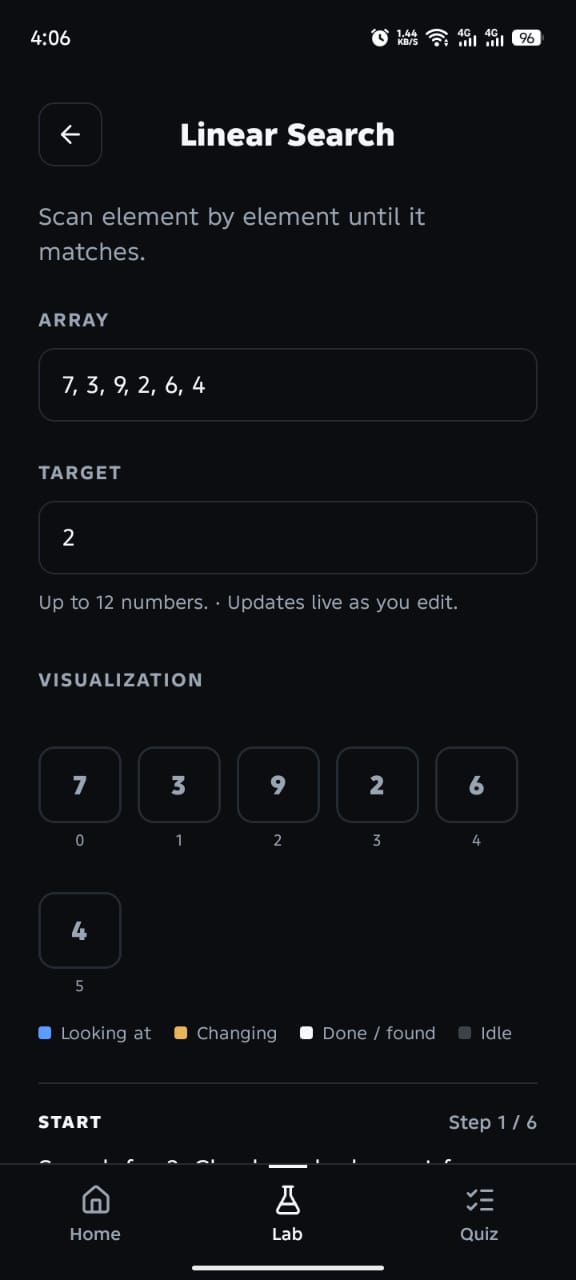 4:06
1.44
KB/S
4G
4G
96
Linear Search
Scan element by element until it
matches.
ARRAY
7, 3, 9, 2, 6, 4
TARGET
2
Up to 12 numbers. · Updates live as you edit.
VISUALIZATION
7 3 9 2 6
0 1 2 3 4
4
5
Looking at Changing Done / found Idle
START Step 1 / 6
Home Lab Quiz